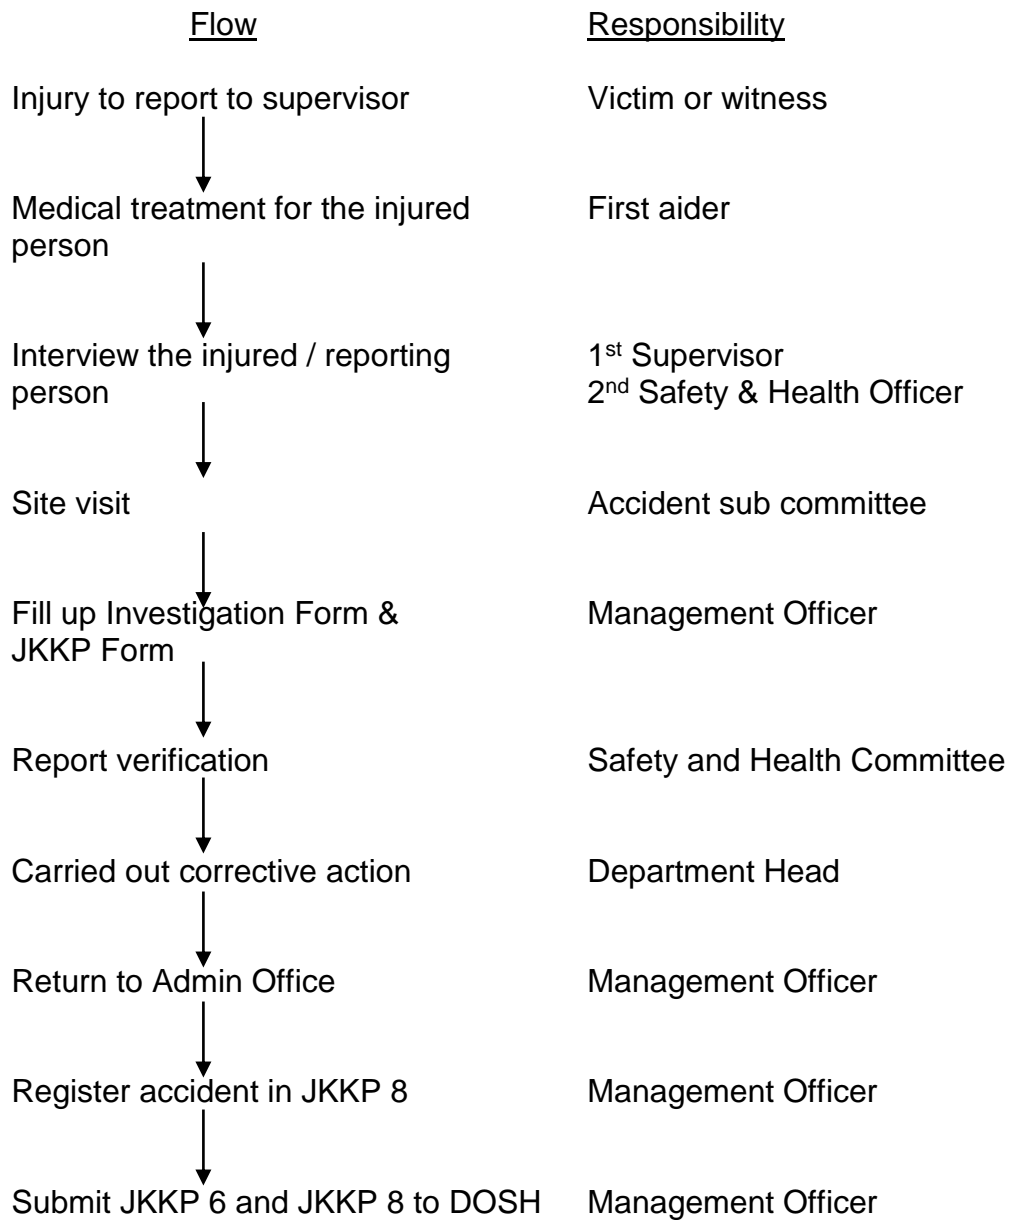 Flow Responsibility
Injury to report to supervisor Victim or witness
Medical treatment for the injured First aider
person
Interview the injured / reporting 1st Supervisor
person 2nd Safety & Health Officer
Site visit Accident sub committee
Fill up Investigation Form & Management Officer
JKKP Form
Report verification Safety and Health Committee
Carried out corrective action Department Head
Return to Admin Office Management Officer
Register accident in JKKP 8 Management Officer
Submit JKKP 6 and JKKP 8 to DOSH Management Officer